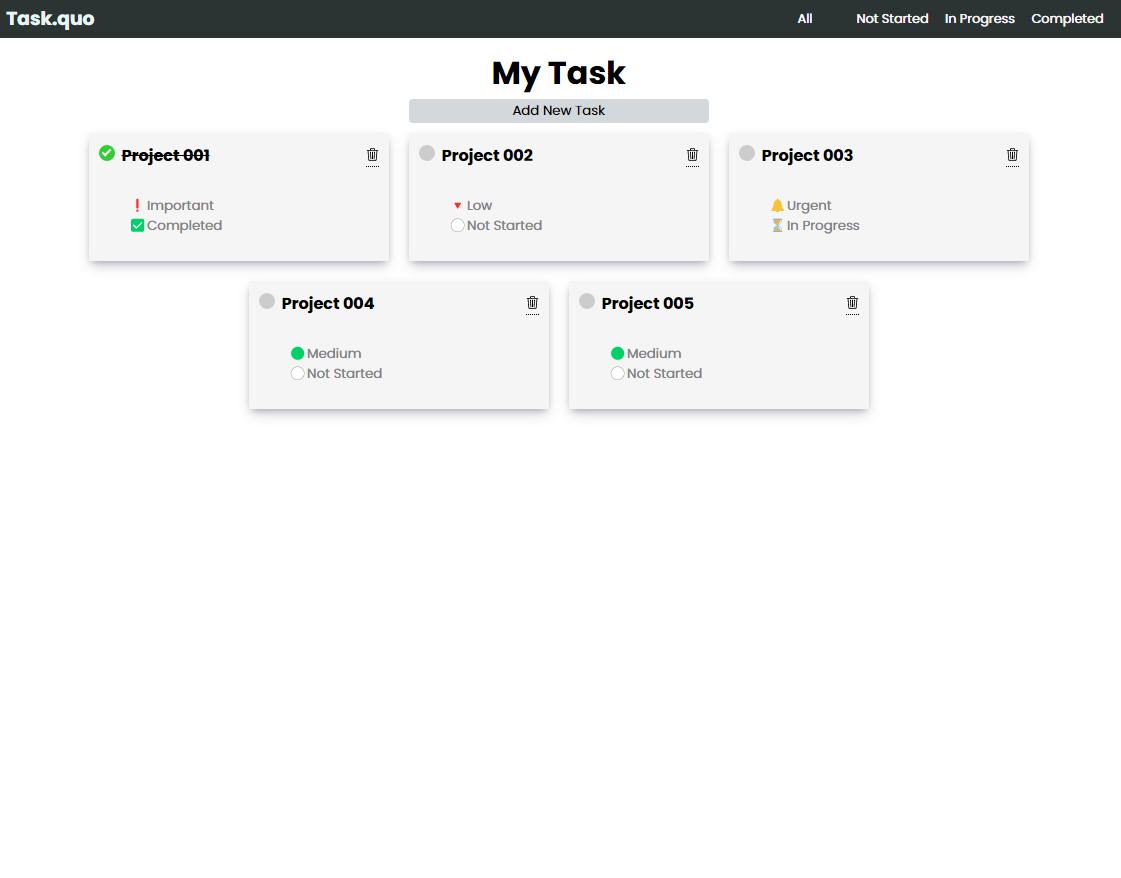 Task.quo
All Not Started In Progress Completed
My Task
Add New Task
Project 001
Important
Completed
Project 002
Low
Not Started
Project 003
Urgent
In Progress
Project 004
Medium
Not Started
Project 005
Medium
Not Started